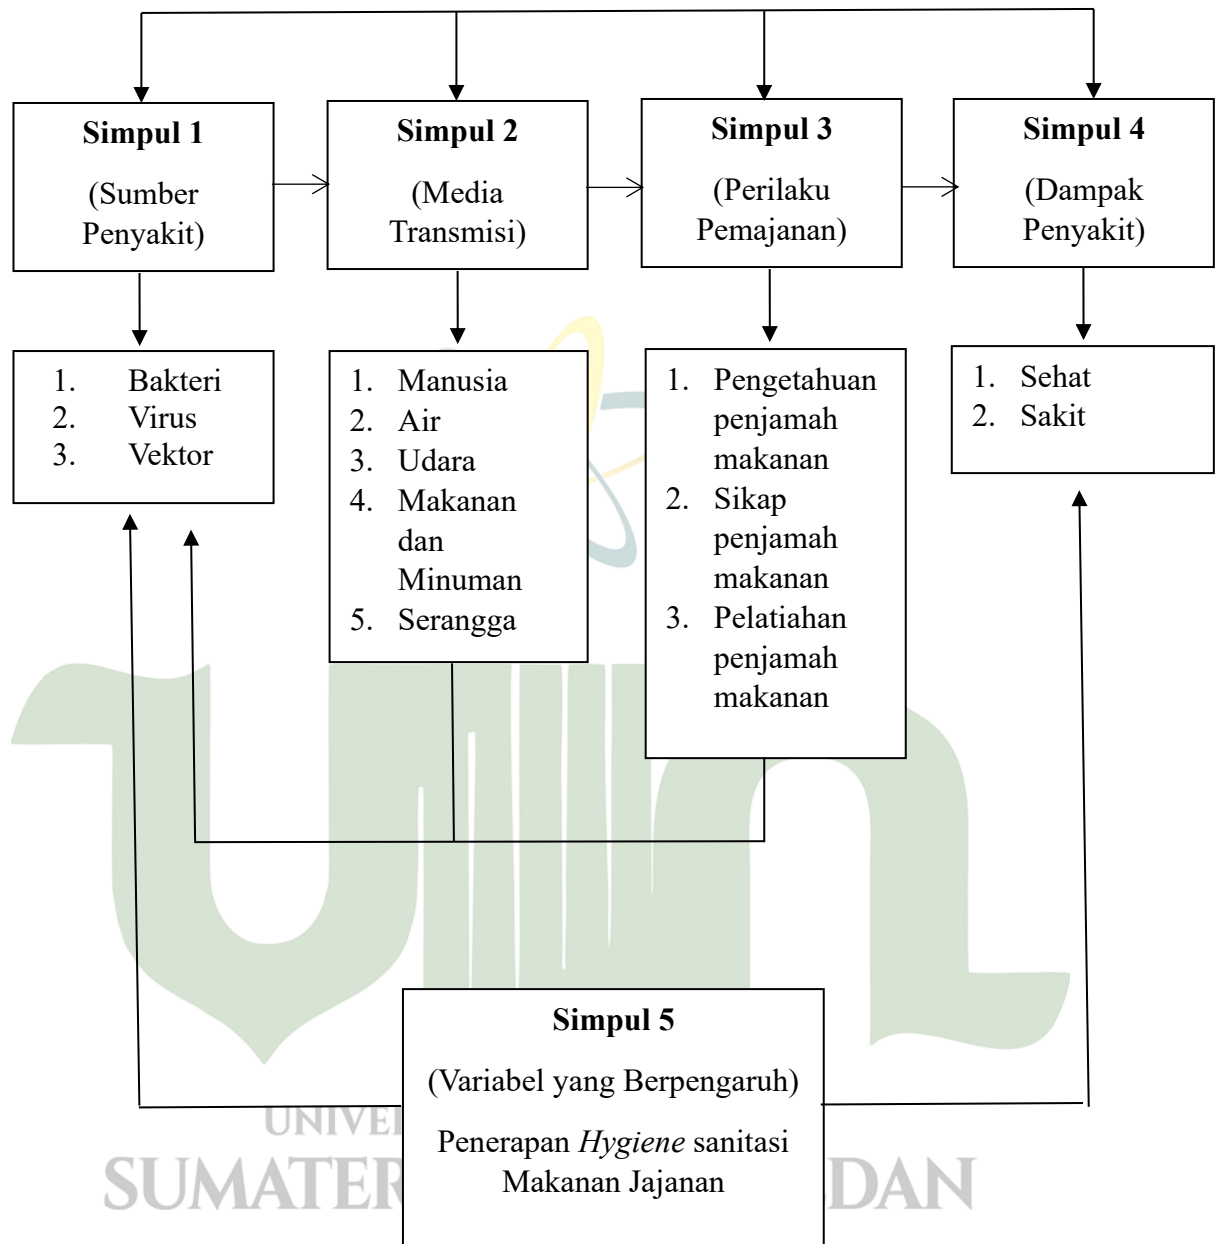 Simpul 1
(Sumber
Penyakit)
Simpul 2
(Media
Transmisi)
Simpul 3
(Perilaku
Pemajanan)
Simpul 4
(Dampak
Penyakit)
1. Bakteri
2. Virus
3. Vektor
1. Manusia
2. Air
3. Udara
4. Makanan
dan
Minuman
5. Serangga
1. Pengetahuan
penjamah
makanan
2. Sikap
penjamah
makanan
3. Pelatiahan
penjamah
makanan
1. Sehat
2. Sakit
Simpul 5
(Variabel yang Berpengaruh)
Penerapan Hygiene sanitasi
Makanan Jajanan